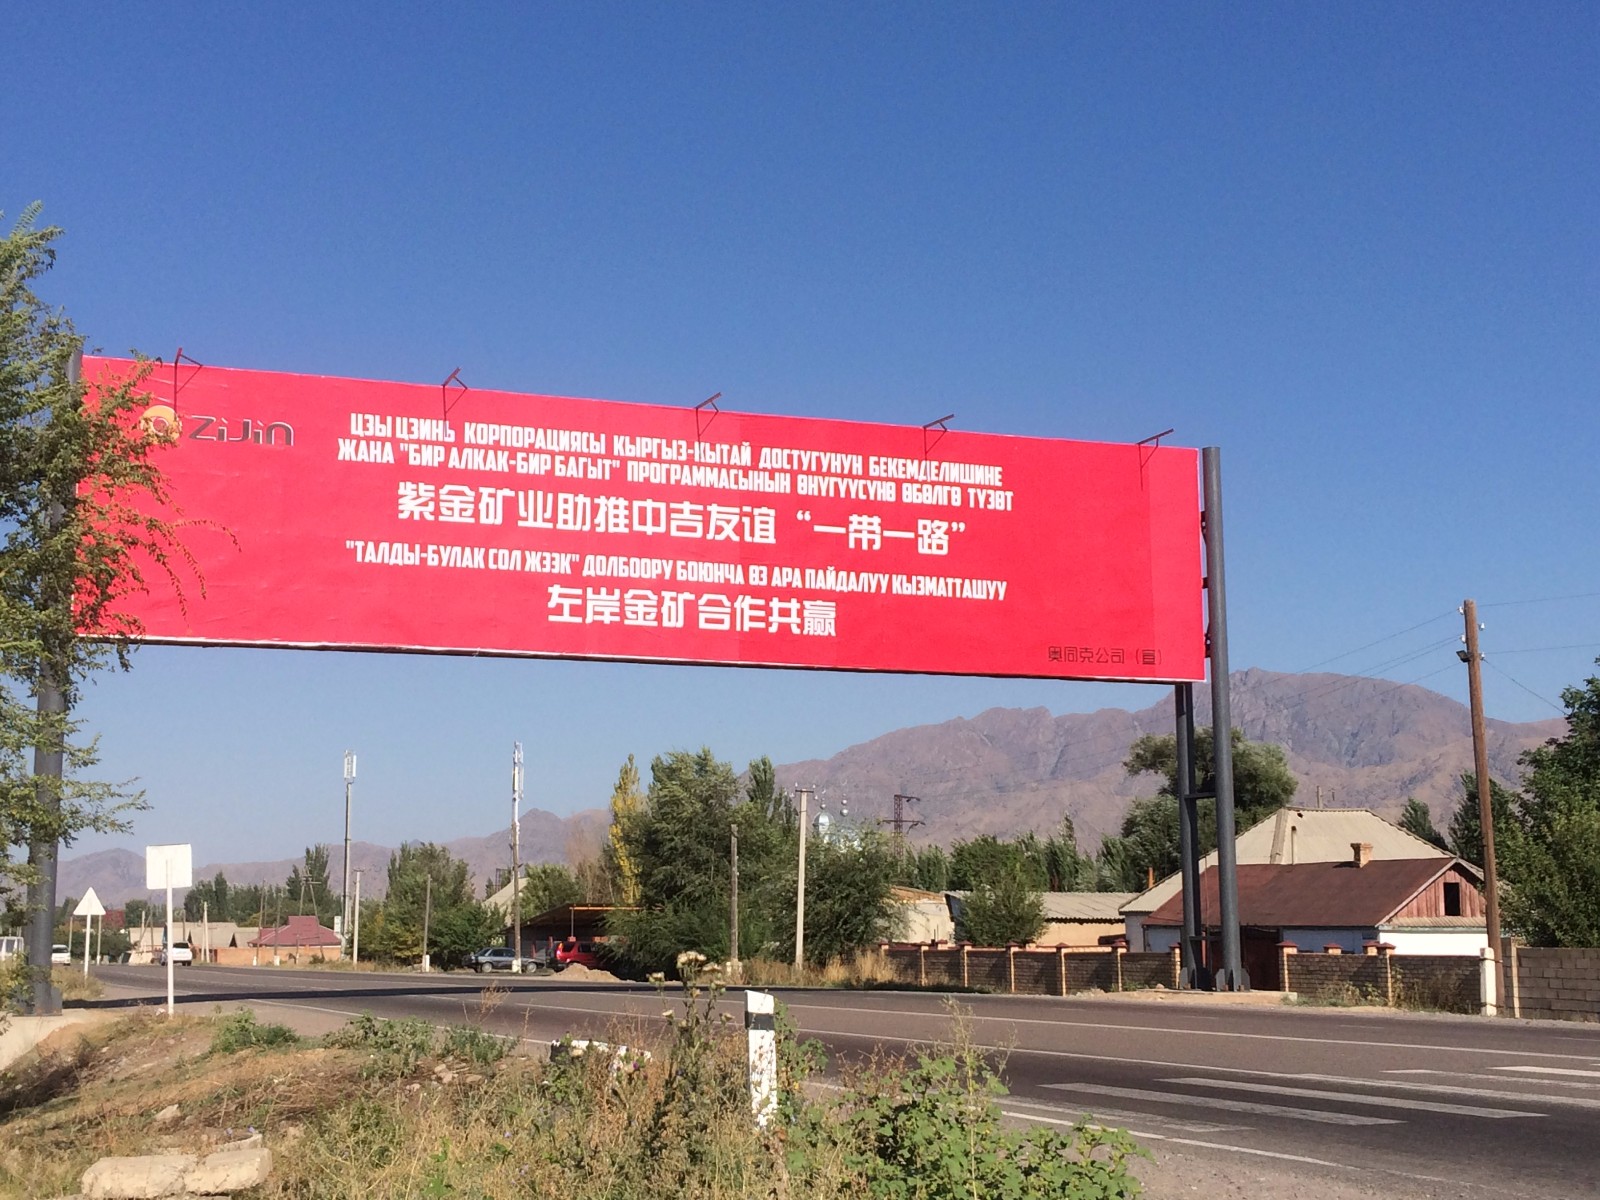 ZiJin
ЦЗЫ ЦЗИНЬ КОРПОРАЦИЯСЫ КЫРГЫЗ-КЫТАЙ ДОСТУГУНУН БЕКЕМДЕЛИШИНЕ
ЖАНА "БИР АЛКАК-БИР БАГЫТ" ПРОГРАММАСЫНЫН ӨНУГУУСУНӨ ӨБӨЛГӨ ТУЗӨТ
紫金矿业助推中吉友谊“一带一路”
"ТАЛДЫ-БУЛАК СОЛ ЖЭЭК" ДОЛБООРУ БОЮНЧА ӨЗ АРА ПАЙДАЛУУ КЫЗМАТТАШУУ
左岸金矿合作共赢
奥同克公司（宣）